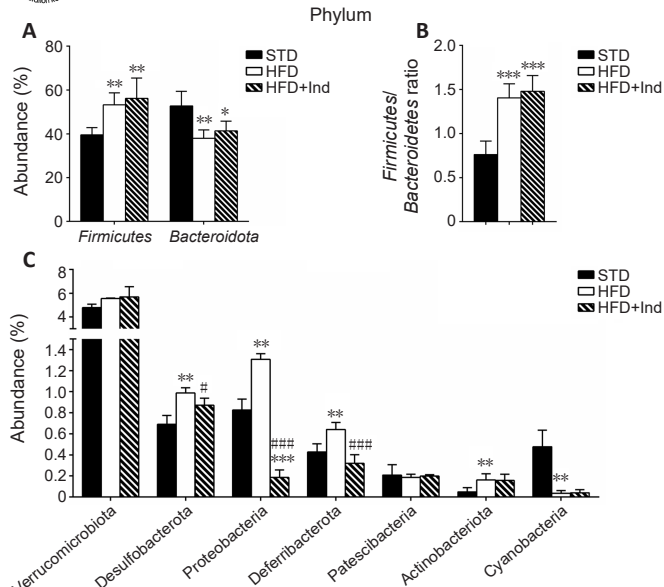 Phylum
A
Abundance (%)
80
60
40
20
0
** **
** *
Firmicutes Bacteroidota
STD
HFD
HFD+Ind
B
Firmicutes/
Bacteroidetes ratio
2.0
1.5
1.0
0.5
0
*** ***
STD
HFD
HFD+Ind
C
Abundance (%)
8
6
4
1.4
1.2
1.0
0.8
0.6
0.4
0.2
0
** #
**
###
***
** ###
**
**
STD
HFD
HFD+Ind
Verrucomicrobiota
Desulfobacterota
Proteobacteria
Deferribacterota
Patescibacteria
Actinobacteriota
Cyanobacteria